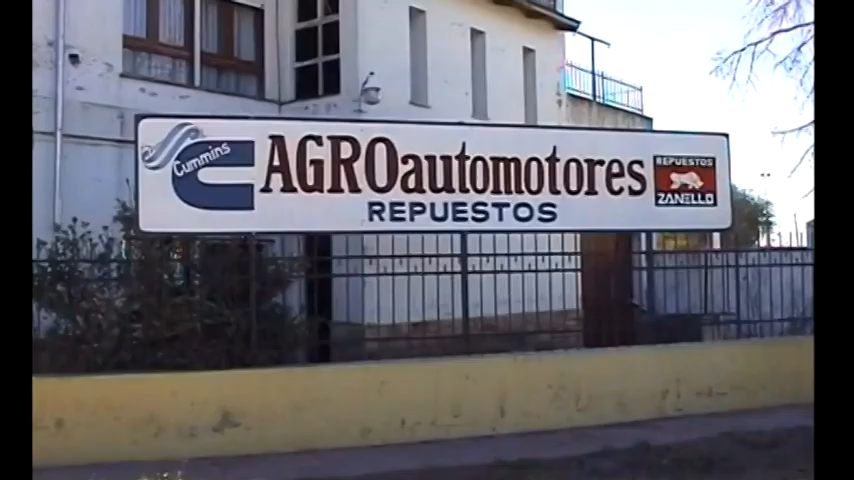 Cummins
AGROautomotores
REPUESTOS
REPUESTOS
ZANELLO